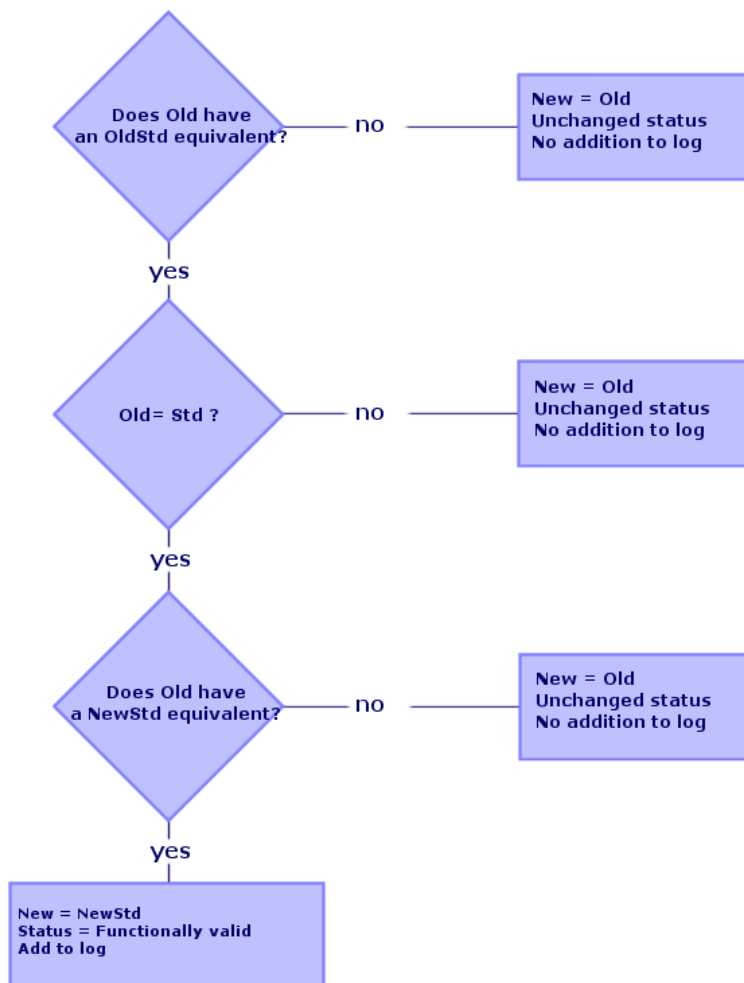 Does Old have
an OldStd equivalent?
no
New = Old
Unchanged status
No addition to log
yes
Old= Std ?
no
New = Old
Unchanged status
No addition to log
yes
Does Old have
a NewStd equivalent?
no
New = Old
Unchanged status
No addition to log
yes
New = NewStd
Status = Functionally valid
Add to log